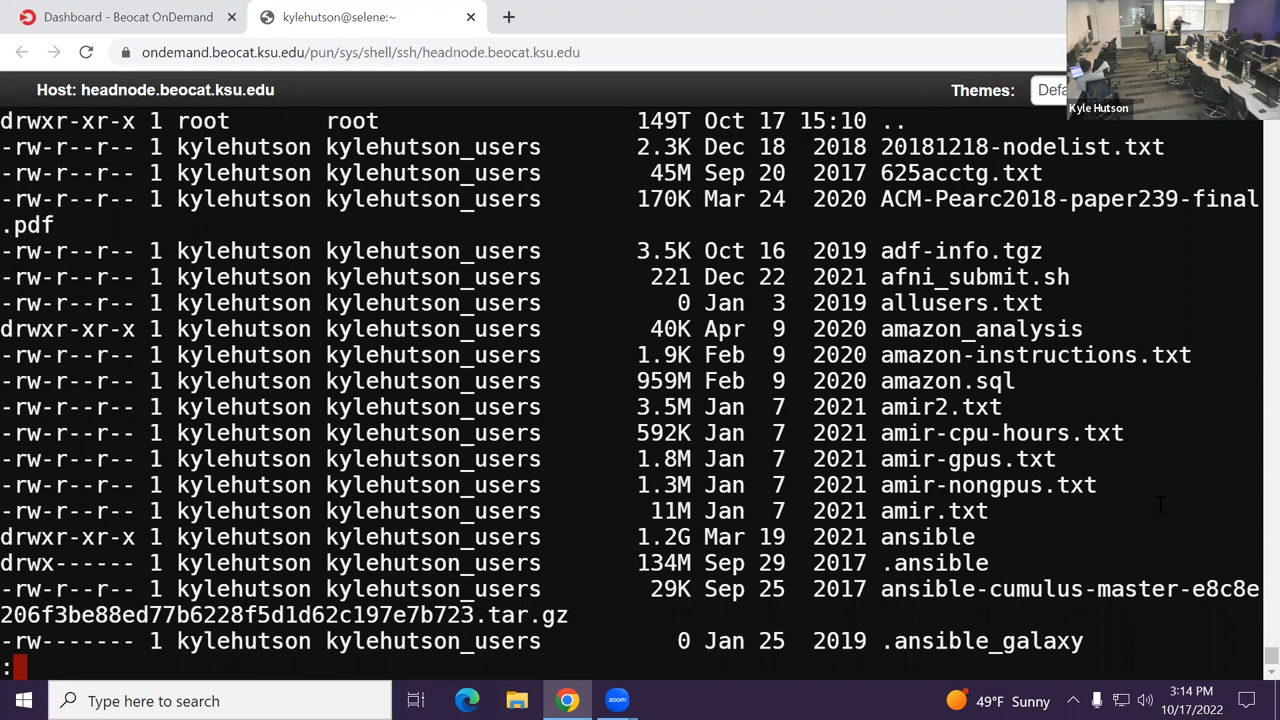 Dashboard - Beocat OnDemand
kylehutson@selene:~
ondemand.beocat.ksu.edu/pun/sys/shell/ssh/headnode.beocat.ksu.edu
Kyle Hutson
Host: headnode.beocat.ksu.edu
Themes:
Defa
drwxr-xr-x 1 root root 149T Oct 17 15:10 ..
-rw-r--r-- 1 kylehutson kylehutson_users 2.3K Dec 18 2018 20181218-nodelist.txt
-rw-r--r-- 1 kylehutson kylehutson_users 45M Sep 20 2017 625acctg.txt
-rw-r--r-- 1 kylehutson kylehutson_users 170K Mar 24 2020 ACM-Pearc2018-paper239-final
.pdf
-rw-r--r-- 1 kylehutson kylehutson_users 3.5K Oct 16 2019 adf-info.tgz
-rw-r--r-- 1 kylehutson kylehutson_users 221 Dec 22 2021 afni_submit.sh
-rw-r--r-- 1 kylehutson kylehutson_users 0 Jan 3 2019 allusers.txt
drwxr-xr-x 1 kylehutson kylehutson_users 40K Apr 9 2020 amazon_analysis
-rw-r--r-- 1 kylehutson kylehutson_users 1.9K Feb 9 2020 amazon-instructions.txt
-rw-r--r-- 1 kylehutson kylehutson_users 959M Feb 9 2020 amazon.sql
-rw-r--r-- 1 kylehutson kylehutson_users 3.5M Jan 7 2021 amir2.txt
-rw-r--r-- 1 kylehutson kylehutson_users 592K Jan 7 2021 amir-cpu-hours.txt
-rw-r--r-- 1 kylehutson kylehutson_users 1.8M Jan 7 2021 amir-gpus.txt
-rw-r--r-- 1 kylehutson kylehutson_users 1.3M Jan 7 2021 amir-nongpus.txt
-rw-r--r-- 1 kylehutson kylehutson_users 11M Jan 7 2021 amir.txt
drwxr-xr-x 1 kylehutson kylehutson_users 1.2G Mar 19 2021 ansible
drwx------ 1 kylehutson kylehutson_users 134M Sep 29 2017 .ansible
-rw-r--r-- 1 kylehutson kylehutson_users 29K Sep 25 2017 ansible-cumulus-master-e8c8e
206f3be88ed77b6228f5d1d62c197e7b723.tar.gz
-rw------- 1 kylehutson kylehutson_users 0 Jan 25 2019 .ansible_galaxy
:
Type here to search
zoom
49°F Sunny
3:14 PM
10/17/2022